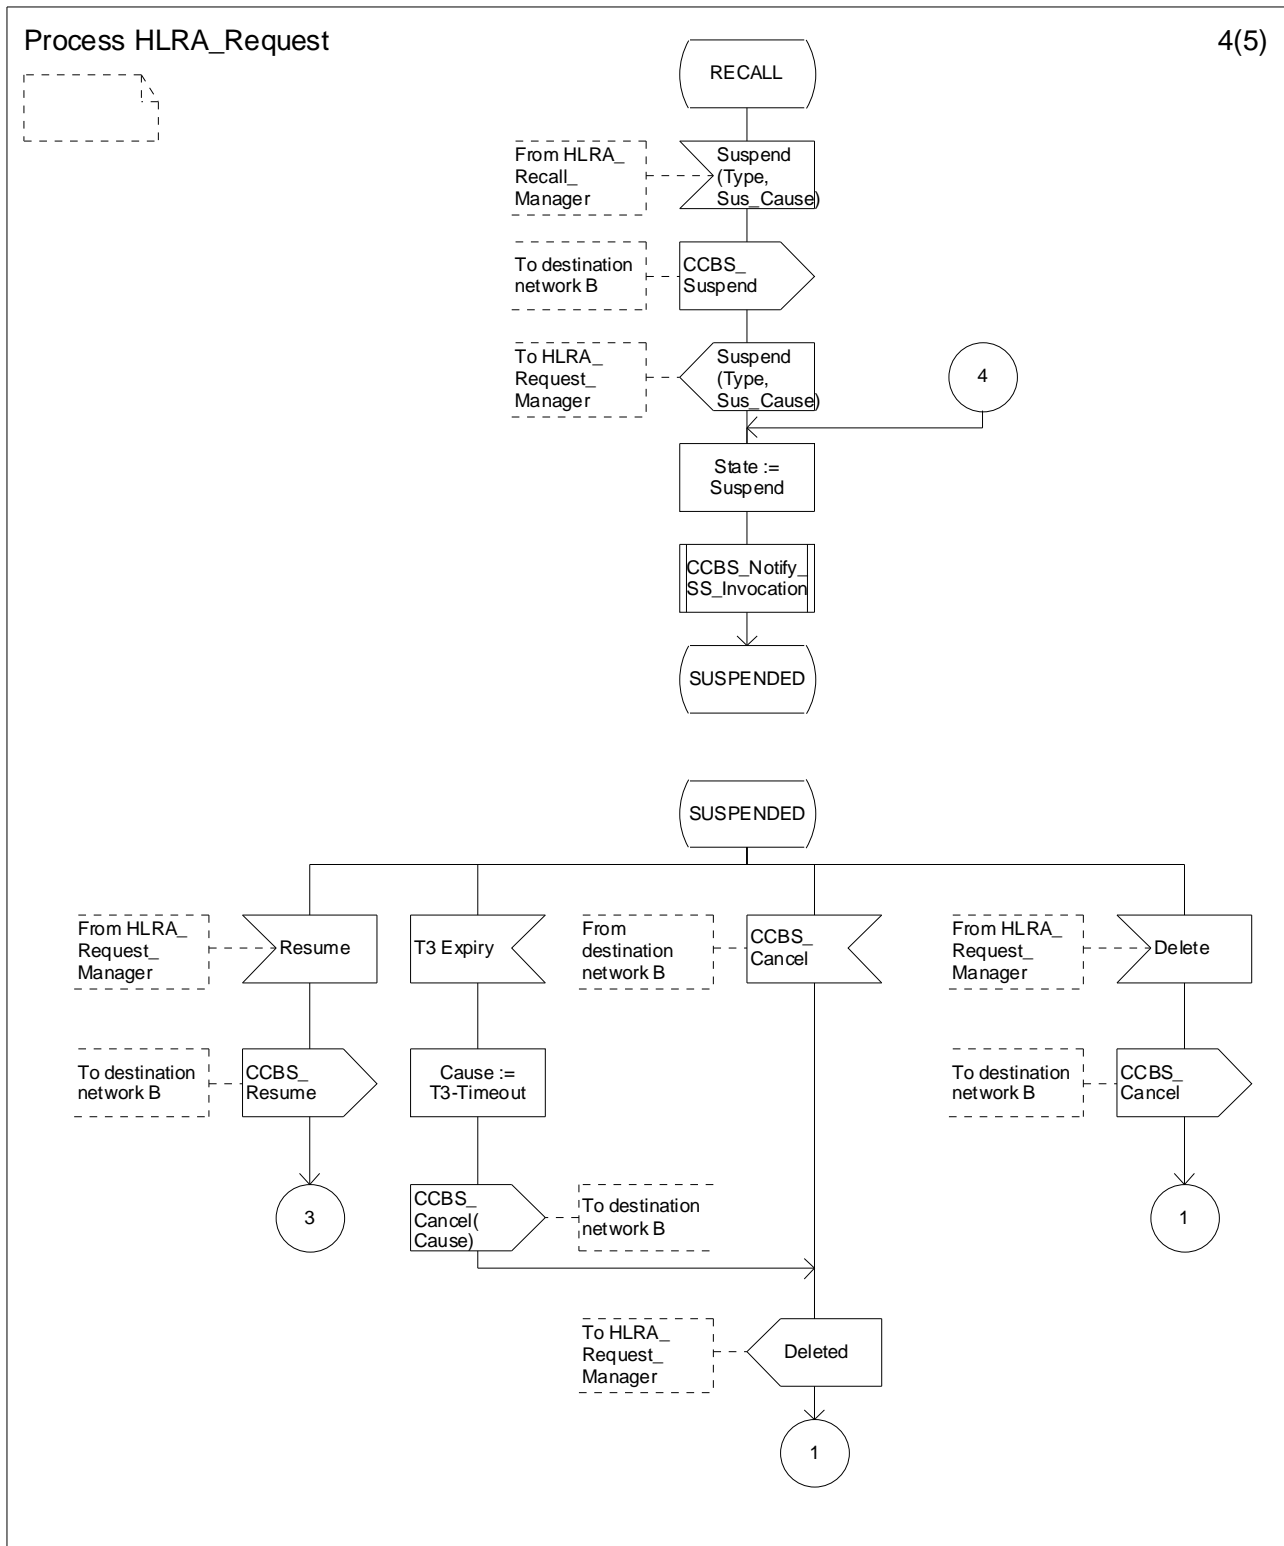 Process HLRA_Request
4(5)
RECALL
From HLRA_
Recall_
Manager
Suspend
(Type,
Sus_Cause)
To destination
network B
CCBS_
Suspend
To HLRA_
Request_
Manager
Suspend
(Type,
Sus_Cause)
4
State :=
Suspend
CCBS_Notify_
SS_Invocation
SUSPENDED
SUSPENDED
From HLRA_
Request_
Manager
Resume
T3 Expiry
From
destination
network B
CCBS_
Cancel
From HLRA_
Request_
Manager
Delete
To destination
network B
CCBS_
Resume
Cause :=
T3-Timeout
To destination
network B
CCBS_
Cancel
3
CCBS_
Cancel(
Cause)
To destination
network B
1
To HLRA_
Request_
Manager
Deleted
1